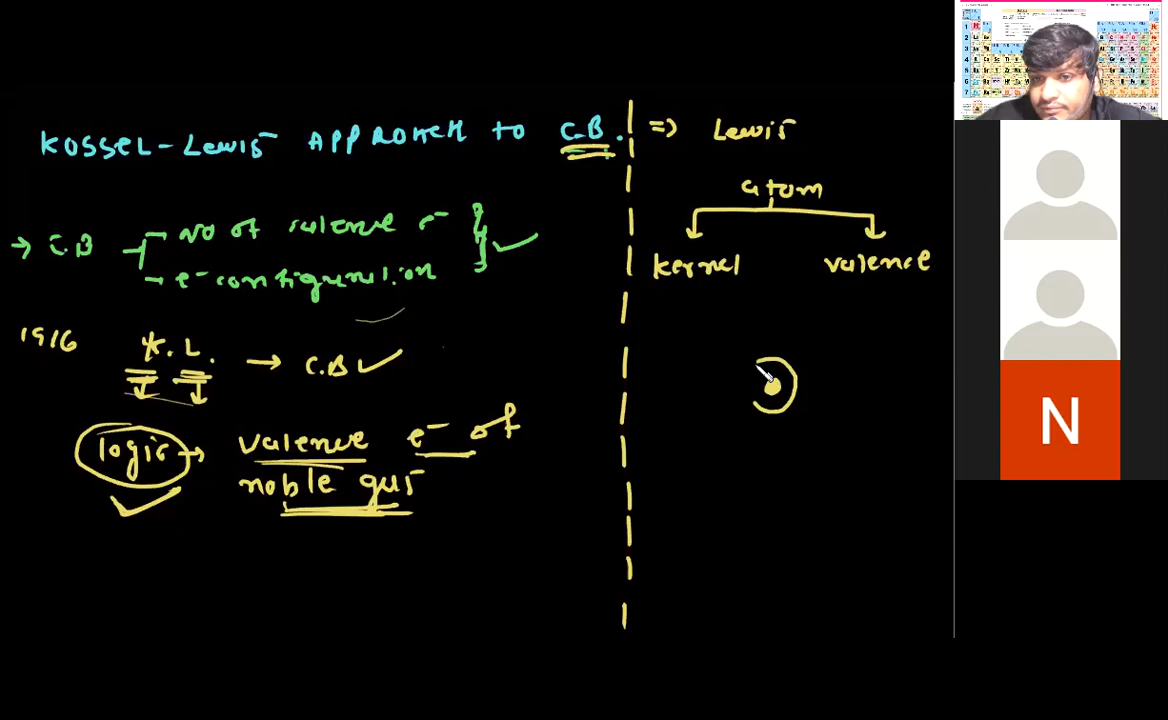 KOSSEL-Lewis APPROACH TO C.B.
→ C.B
No of valence e-
e- configuration
1916
K. L. → C.B ✓
logic → valence e- of
noble gas
=> Lewis
atom
kernel valence
N